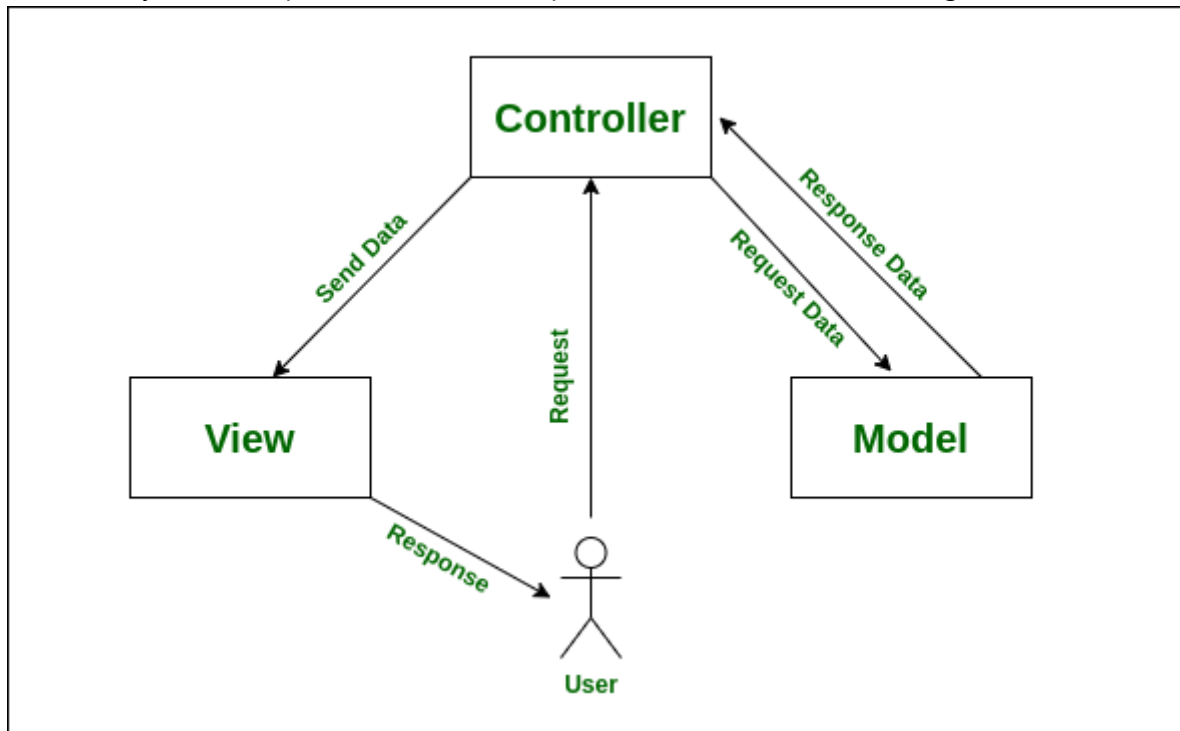 Controller
Send Data
Request
Request Data
Response Data
View
Model
Response
User